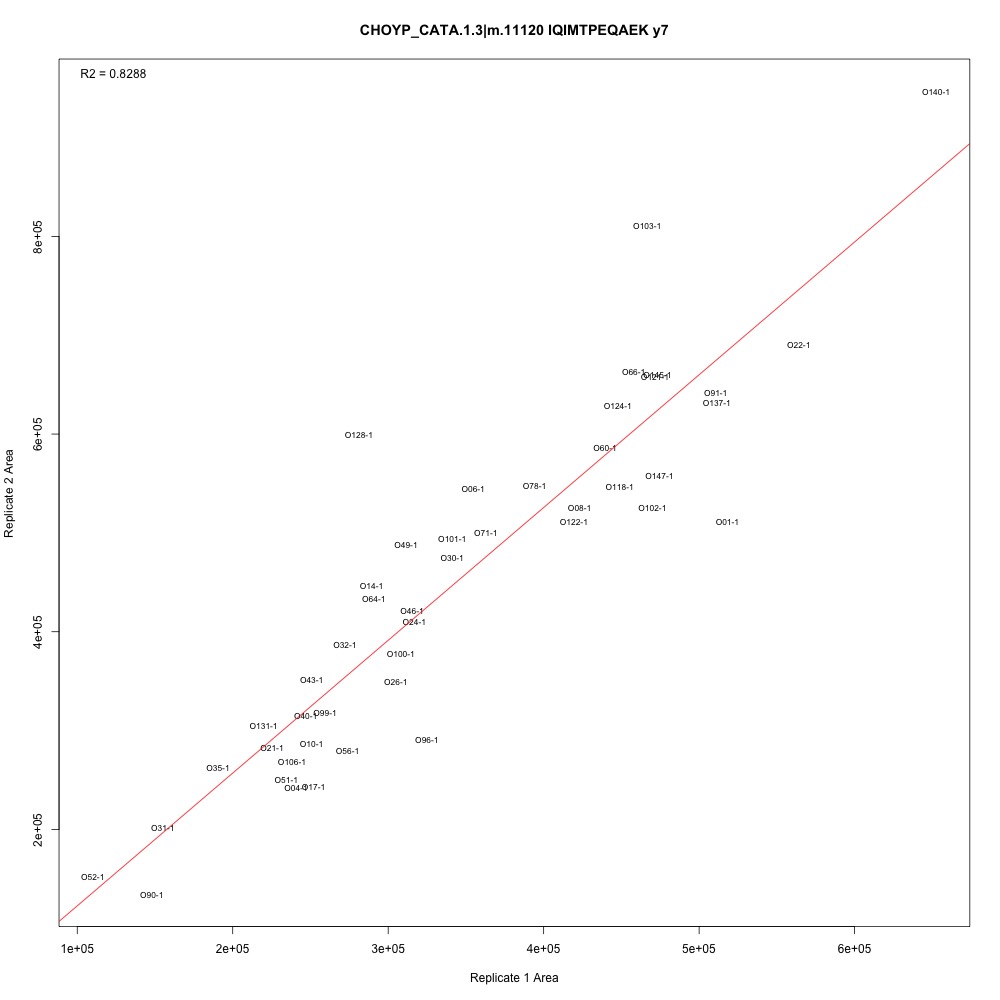 CHOYP_CATA.1.3|m.11120 IQIMTPEQAEK y7
R2 = 0.8288
O140-1
O103-1
O22-1
O66-1
O145-1
O121-1
O91-1
O137-1
O124-1
O128-1
O60-1
O147-1
O06-1
O78-1
O118-1
O08-1
O102-1
O122-1
O01-1
O71-1
O101-1
O49-1
O30-1
O14-1
O64-1
O46-1
O24-1
O32-1
O100-1
O43-1
O26-1
O40-1
O99-1
O131-1
O96-1
O10-1
O21-1
O56-1
O106-1
O35-1
O51-1
O04-1
O17-1
O31-1
O52-1
O90-1
8e+05
6e+05
4e+05
2e+05
Replicate 2 Area
1e+05 2e+05 3e+05 4e+05 5e+05 6e+05
Replicate 1 Area